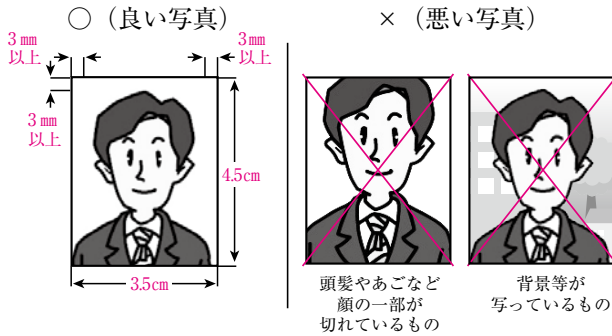 ○（良い写真）
×（悪い写真）
3㎜
以上
3㎜
以上
3㎜
以上
4.5㎝
3.5㎝
頭髪やあごなど
顔の一部が
切れているもの
背景等が
写っているもの